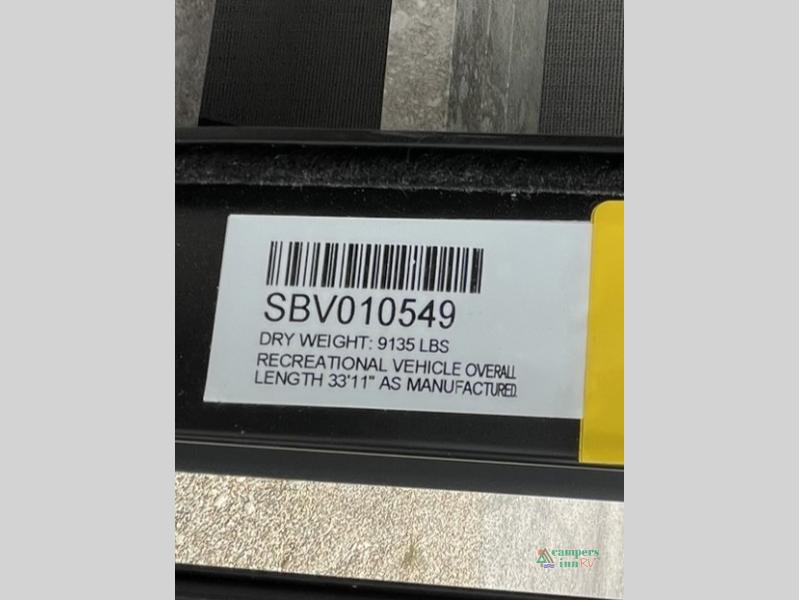 SBV010549
DRY WEIGHT: 9135 LBS
RECREATIONAL VEHICLE OVERALL
LENGTH 33'11" AS MANUFACTURED.
campers
inn RV